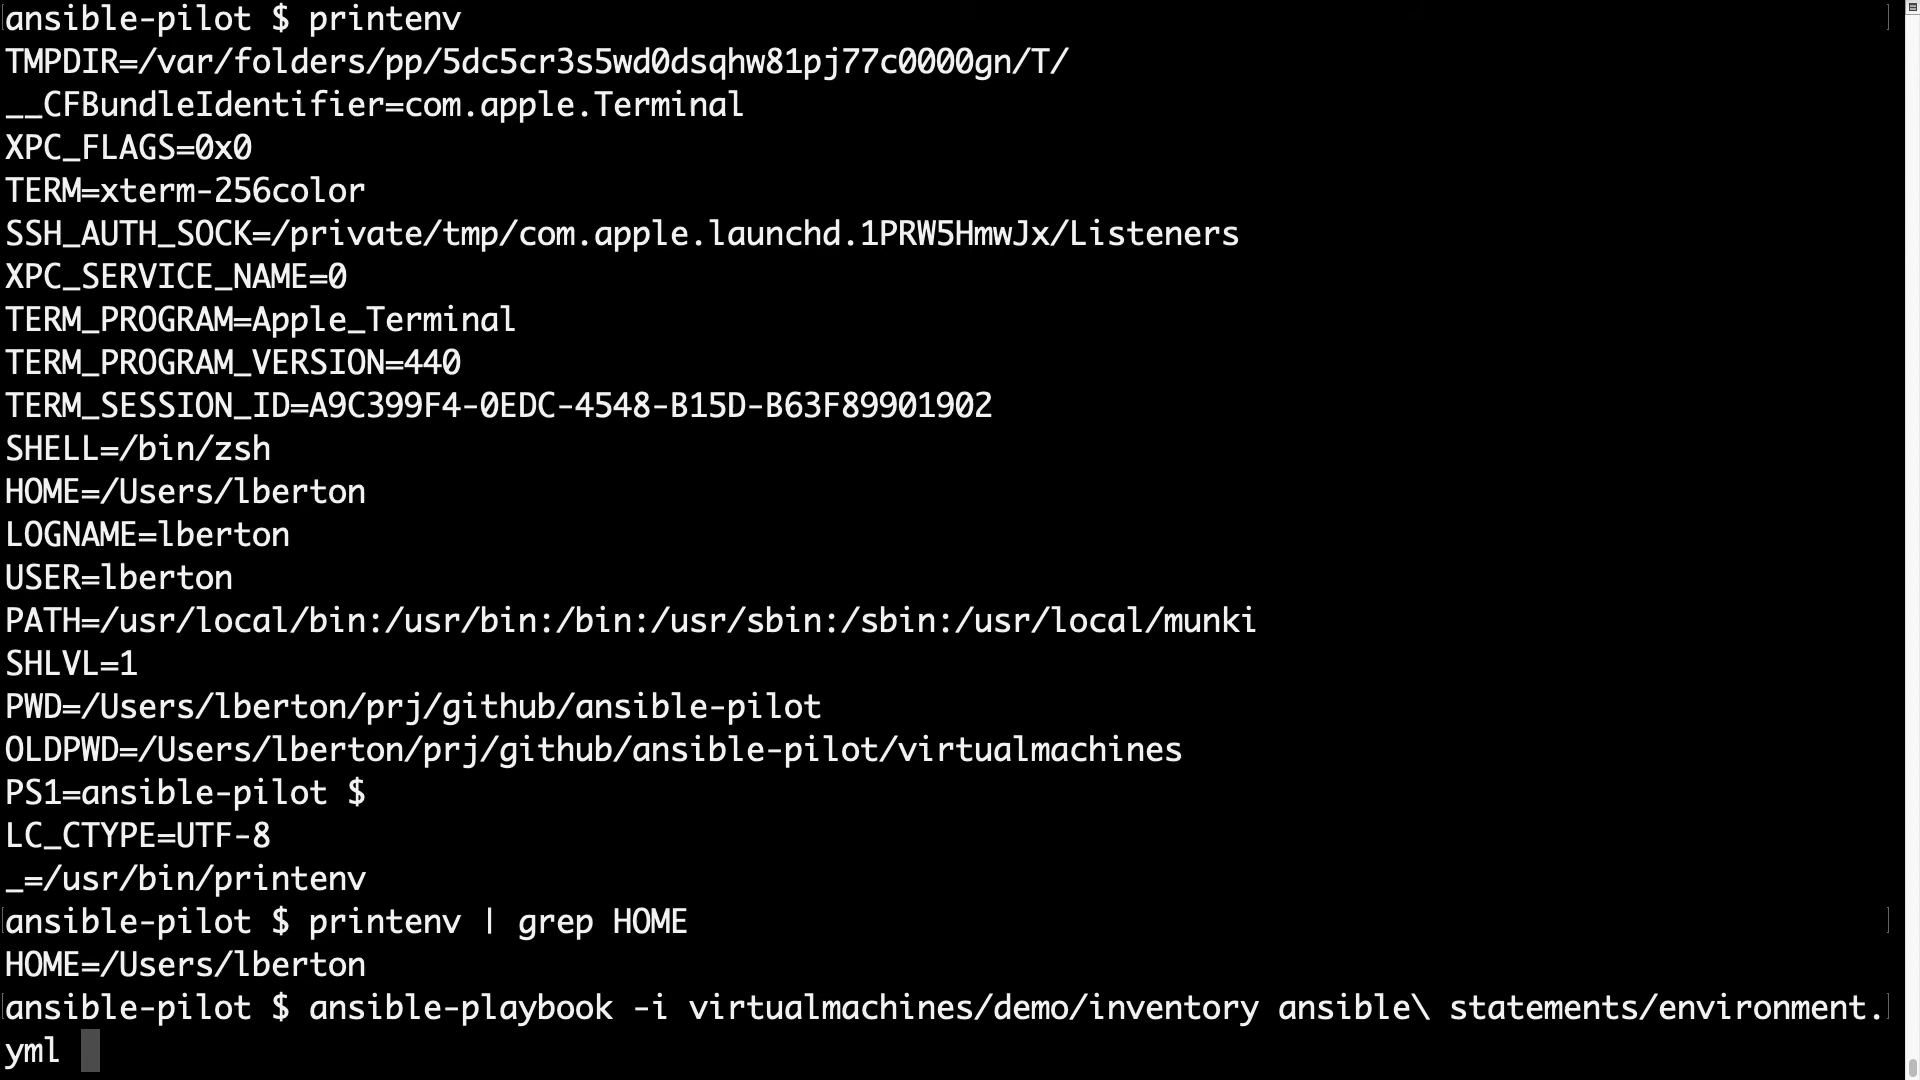 ansible-pilot $ printenv
TMPDIR=/var/folders/pp/5dc5cr3s5wd0dsqhw81pj77c0000gn/T/
__CFBundleIdentifier=com.apple.Terminal
XPC_FLAGS=0x0
TERM=xterm-256color
SSH_AUTH_SOCK=/private/tmp/com.apple.launchd.1PRW5HmwJx/Listeners
XPC_SERVICE_NAME=0
TERM_PROGRAM=Apple_Terminal
TERM_PROGRAM_VERSION=440
TERM_SESSION_ID=A9C399F4-0EDC-4548-B15D-B63F89901902
SHELL=/bin/zsh
HOME=/Users/lberton
LOGNAME=lberton
USER=lberton
PATH=/usr/local/bin:/usr/bin:/bin:/usr/sbin:/sbin:/usr/local/munki
SHLVL=1
PWD=/Users/lberton/prj/github/ansible-pilot
OLDPWD=/Users/lberton/prj/github/ansible-pilot/virtualmachines
PS1=ansible-pilot $
LC_CTYPE=UTF-8
_=/usr/bin/printenv
ansible-pilot $ printenv | grep HOME
HOME=/Users/lberton
ansible-pilot $ ansible-playbook -i virtualmachines/demo/inventory ansible\ statements/environment.
yml